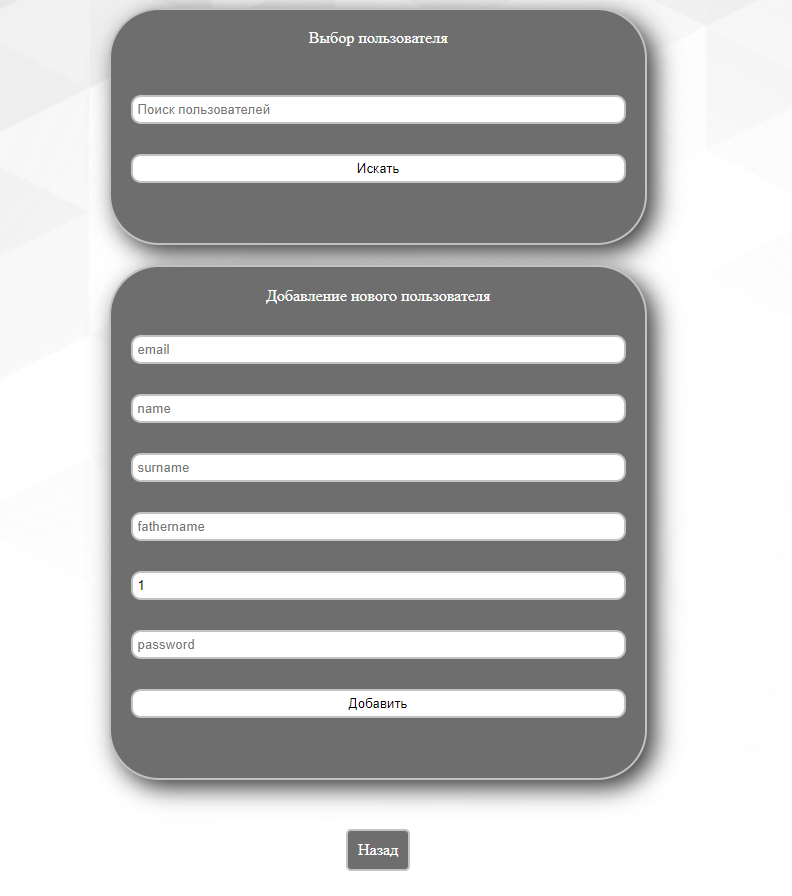 Выбор пользователя
Поиск пользователей
Искать
Добавление нового пользователя
email
name
surname
fathername
1
password
Добавить
Назад